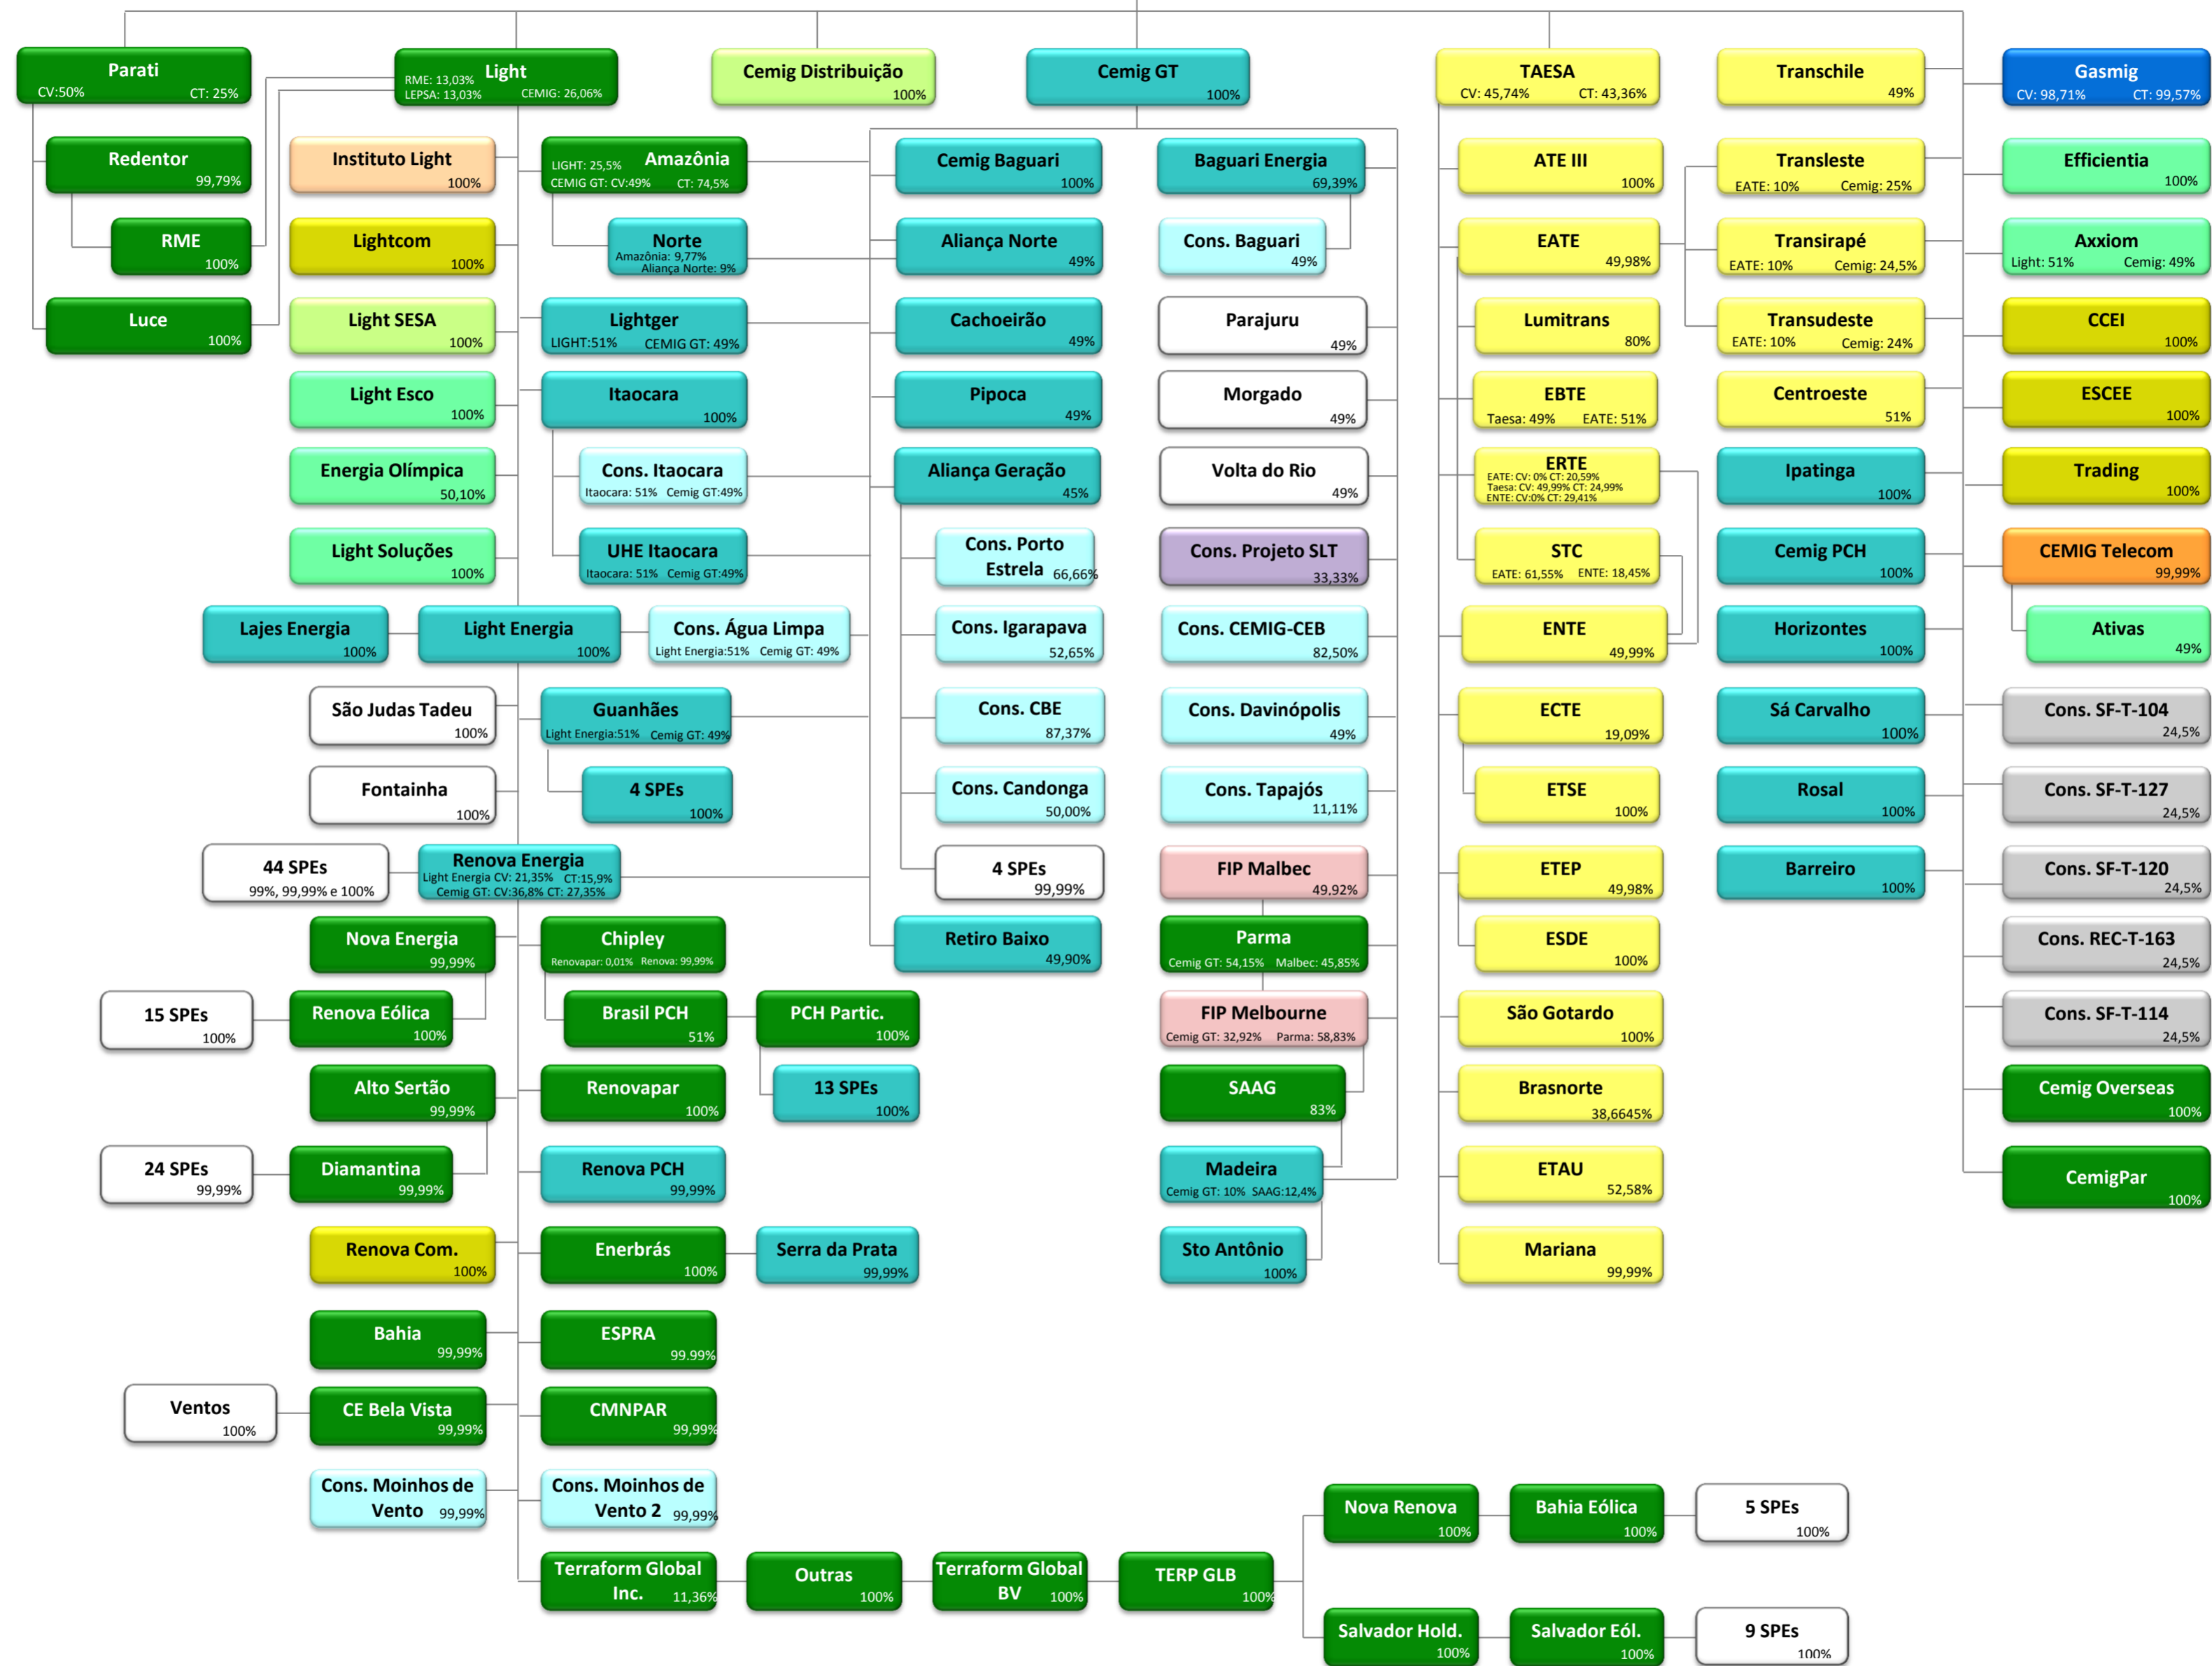 Parati
CV:50% CT: 25%
Light
RME: 13,03%
LEPSA: 13,03% CEMIG: 26,06%
Cemig Distribuição
100%
Cemig GT
100%
TAESA
CV: 45,74% CT: 43,36%
Transchile
49%
Gasmig
CV: 98,71% CT: 99,57%
Redentor
99,79%
Instituto Light
100%
Amazônia
LIGHT: 25,5%
CEMIG GT: CV:49% CT: 74,5%
Cemig Baguari
100%
Baguari Energia
69,39%
ATE III
100%
Transleste
EATE: 10% Cemig: 25%
Efficientia
100%
RME
100%
Lightcom
100%
Norte
Amazônia: 9,77%
Aliança Norte: 9%
Aliança Norte
49%
Cons. Baguari
49%
EATE
49,98%
Transirapé
EATE: 10% Cemig: 24,5%
Axxiom
Light: 51% Cemig: 49%
Luce
100%
Light SESA
100%
Lightger
LIGHT:51% CEMIG GT: 49%
Cachoeirão
49%
Parajuru
49%
Lumitrans
80%
Transudeste
EATE: 10% Cemig: 24%
CCEI
100%
Light Esco
100%
Itaocara
100%
Pipoca
49%
Morgado
49%
EBTE
Taesa: 49% EATE: 51%
Centroeste
51%
ESCEE
100%
Energia Olímpica
50,10%
Cons. Itaocara
Itaocara: 51% Cemig GT:49%
Aliança Geração
45%
Volta do Rio
49%
ERTE
EATE: CV: 0% CT: 20,59%
Taesa: CV: 49,99% CT: 24,99%
ENTE: CV:0% CT: 29,41%
Ipatinga
100%
Trading
100%
Light Soluções
100%
UHE Itaocara
Itaocara: 51% Cemig GT:49%
Cons. Porto
Estrela 66,66%
Cons. Projeto SLT
33,33%
STC
EATE: 61,55% ENTE: 18,45%
Cemig PCH
100%
CEMIG Telecom
99,99%
Lajes Energia
100%
Light Energia
100%
Cons. Água Limpa
Light Energia:51% Cemig GT: 49%
Cons. Igarapava
52,65%
Cons. CEMIG-CEB
82,50%
ENTE
49,99%
Horizontes
100%
Ativas
49%
São Judas Tadeu
100%
Guanhães
Light Energia:51% Cemig GT: 49%
Cons. CBE
87,37%
Cons. Davinópolis
49%
ECTE
19,09%
Sá Carvalho
100%
Cons. SF-T-104
24,5%
Fontainha
100%
4 SPEs
100%
Cons. Candonga
50,00%
Cons. Tapajós
11,11%
ETSE
100%
Rosal
100%
Cons. SF-T-127
24,5%
44 SPEs
99%, 99,99% e 100%
Renova Energia
Light Energia CV: 21,35% CT:15,9%
Cemig GT: CV:36,8% CT: 27,35%
4 SPEs
99,99%
FIP Malbec
49,92%
ETEP
49,98%
Barreiro
100%
Cons. SF-T-120
24,5%
Nova Energia
99,99%
Chipley
Renovapar: 0,01% Renova: 99,99%
Retiro Baixo
49,90%
Parma
Cemig GT: 54,15% Malbec: 45,85%
ESDE
100%
Cons. REC-T-163
24,5%
15 SPEs
100%
Renova Eólica
100%
Brasil PCH
51%
PCH Partic.
100%
FIP Melbourne
Cemig GT: 32,92% Parma: 58,83%
São Gotardo
100%
Cons. SF-T-114
24,5%
Alto Sertão
99,99%
Renovapar
100%
13 SPEs
100%
SAAG
83%
Brasnorte
38,6645%
Cemig Overseas
100%
24 SPEs
99,99%
Diamantina
99,99%
Renova PCH
99,99%
Madeira
Cemig GT: 10% SAAG:12,4%
ETAU
52,58%
CemigPar
100%
Renova Com.
100%
Enerbrás
100%
Serra da Prata
99,99%
Sto Antônio
100%
Mariana
99,99%
Bahia
99,99%
ESPRA
99.99%
Ventos
100%
CE Bela Vista
99,99%
CMNPAR
99,99%
Cons. Moinhos de
Vento 99,99%
Cons. Moinhos de
Vento 2 99,99%
Nova Renova
100%
Bahia Eólica
100%
5 SPEs
100%
Terraform Global
Inc. 11,36%
Outras
100%
Terraform Global
BV 100%
TERP GLB
100%
Salvador Hold.
100%
Salvador Eól.
100%
9 SPEs
100%